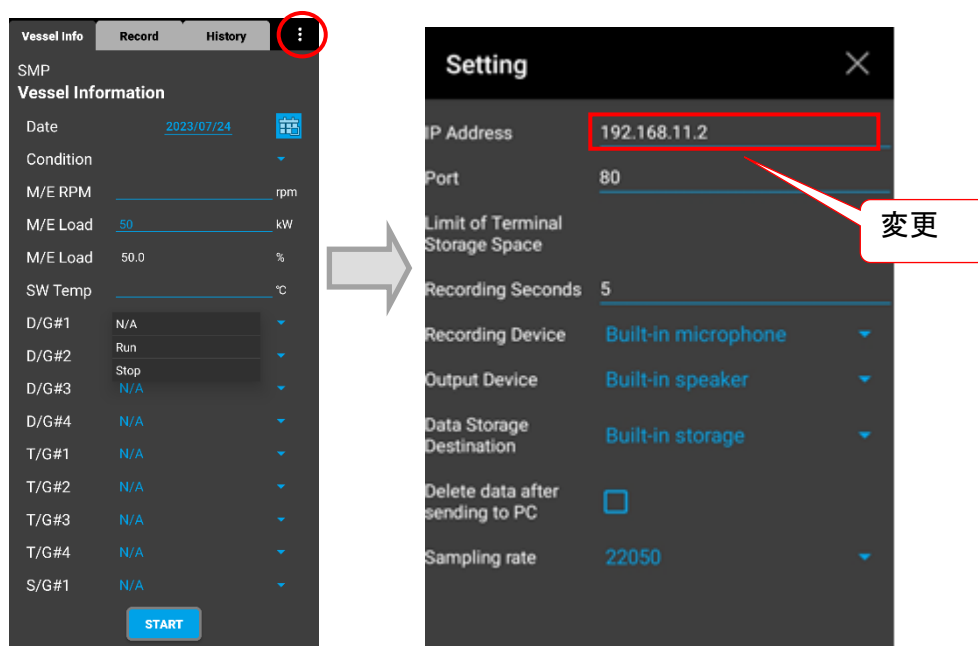 Vessel Info Record History
SMP
Vessel Information
Date 2023/07/24
Condition
M/E RPM rpm
M/E Load 50 kW
M/E Load 50.0 %
SW Temp ℃
D/G#1
N/A
Run
D/G#2
Stop
D/G#3 N/A
D/G#4 N/A
T/G#1 N/A
T/G#2 N/A
T/G#3 N/A
T/G#4 N/A
S/G#1 N/A
START
Setting
IP Address 192.168.11.2
Port 80
Limit of Terminal
Storage Space
Recording Seconds 5
Recording Device Built-in microphone
Output Device Built-in speaker
Data Storage
Destination
Built-in storage
Delete data after
sending to PC
Sampling rate 22050
変更